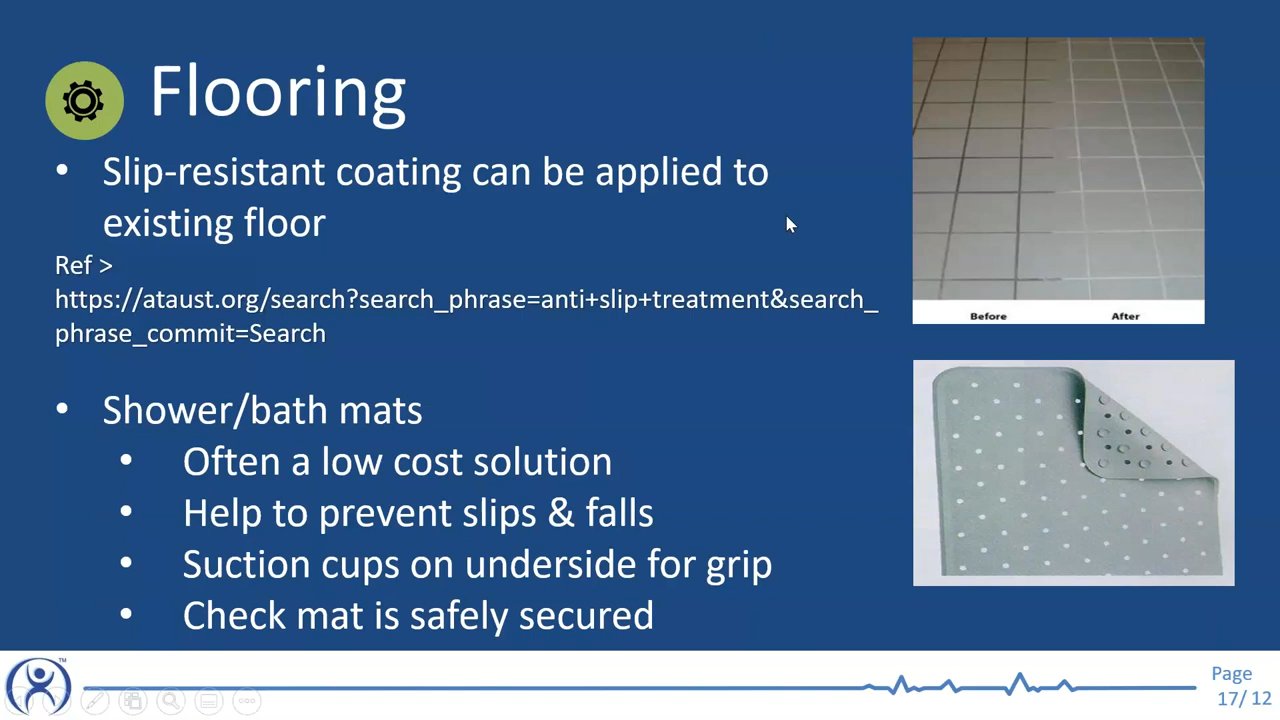 Flooring
• Slip-resistant coating can be applied to
existing floor
Ref >
https://ataust.org/search?search_phrase=anti+slip+treatment&search_
phrase_commit=Search
• Shower/bath mats
• Often a low cost solution
• Help to prevent slips & falls
• Suction cups on underside for grip
• Check mat is safely secured
Before After
TM
Page
17/ 12